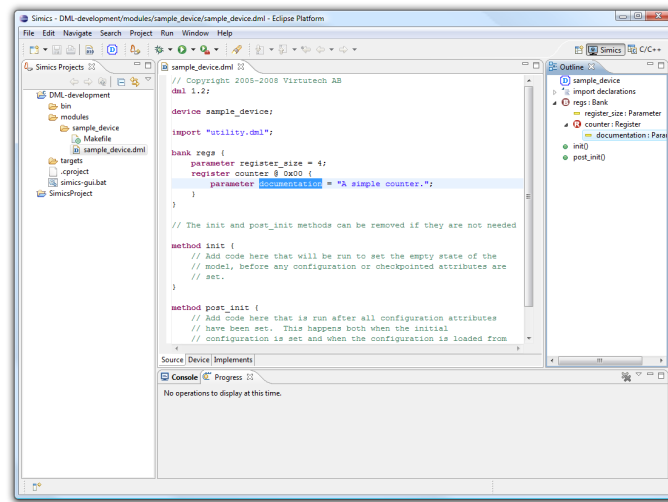 Simics - DML-development/modules/sample_device/sample_device.dml - Eclipse Platform
File Edit Navigate Search Project Run Window Help
Simics C/C++
Simics Projects
DML-development
bin
modules
sample_device
Makefile
sample_device.dml
targets
.cproject
simics-gui.bat
SimicsProject
sample_device.dml
// Copyright 2005-2008 Virtutech AB
dml 1.2;
device sample_device;
import "utility.dml";
bank regs {
parameter register_size = 4;
register counter @ 0x00 {
parameter documentation = "A simple counter.";
}
}
// The init and post_init methods can be removed if they are not needed
method init {
// Add code here that will be run to set the empty state of the
// model, before any configuration or checkpointed attributes are
// set.
}
method post_init {
// Add code here that is run after all configuration attributes
// have been set. This happens both when the initial
// configuration is set and when the configuration is loaded from
Source Device Implements
Outline
sample_device
import declarations
regs : Bank
register_size : Parameter
counter : Register
documentation : Parar
init()
post_init()
Console Progress
No operations to display at this time.